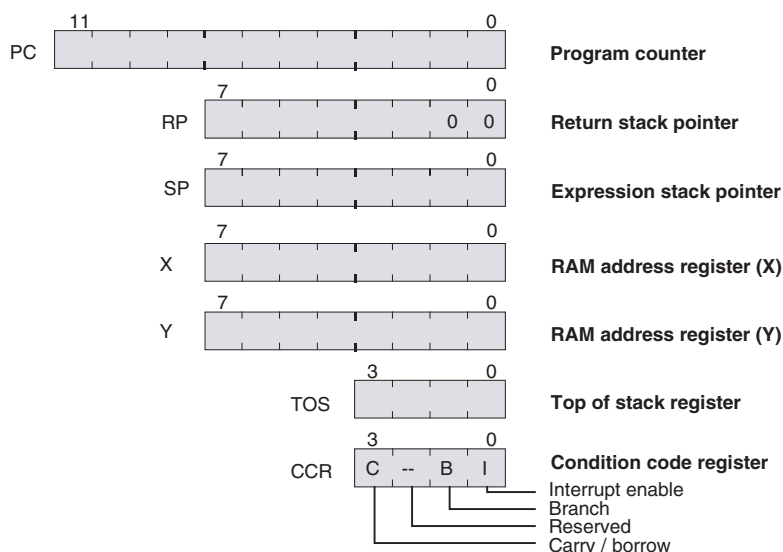 11 0
PC Program counter
7 0
RP 0 0 Return stack pointer
7 0
SP Expression stack pointer
7 0
X RAM address register (X)
7 0
Y RAM address register (Y)
3 0
TOS Top of stack register
3 0
CCR C -- B I Condition code register
Interrupt enable
Branch
Reserved
Carry / borrow